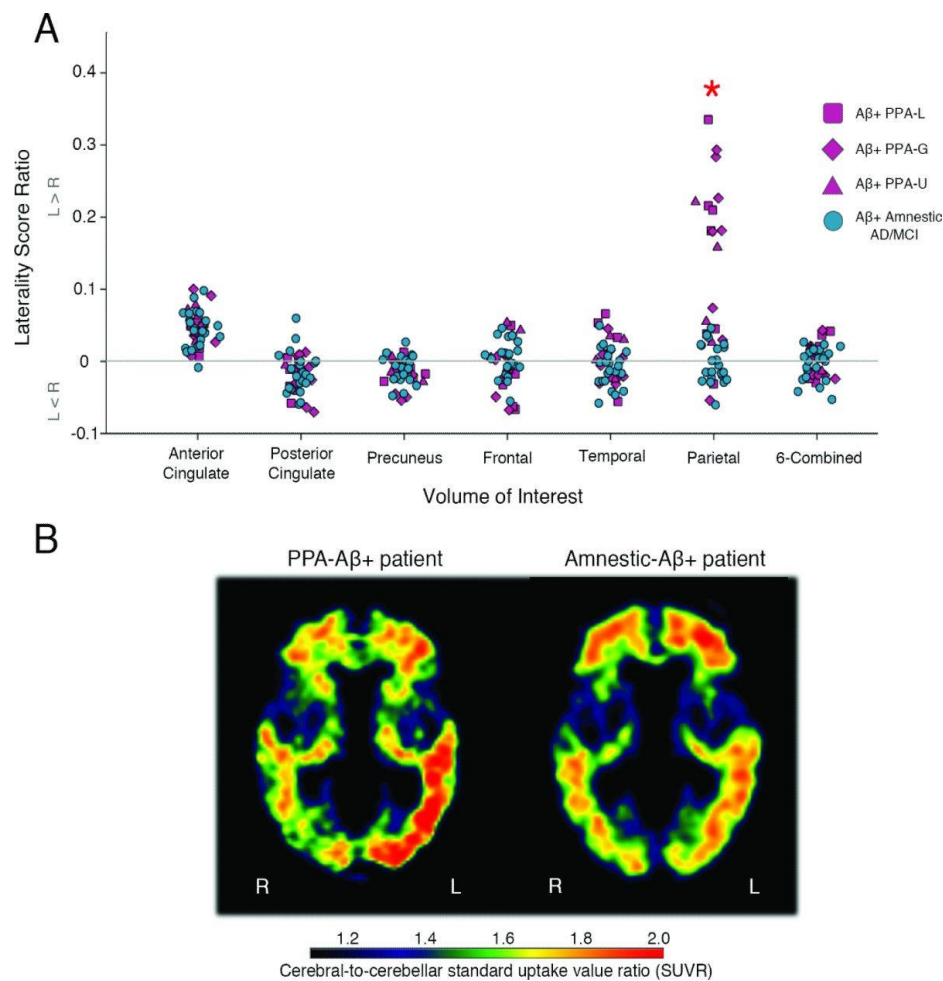 A
0.4
0.3
0.2
0.1
0
-0.1
Laterality Score Ratio
L > R
L < R
*
Aβ+ PPA-L
Aβ+ PPA-G
Aβ+ PPA-U
Aβ+ Amnestic
AD/MCI
Anterior
Cingulate
Posterior
Cingulate
Precuneus
Frontal
Temporal
Parietal
6-Combined
Volume of Interest
B
PPA-Aβ+ patient
Amnestic-Aβ+ patient
R L R L
1.2 1.4 1.6 1.8 2.0
Cerebral-to-cerebellar standard uptake value ratio (SUVR)